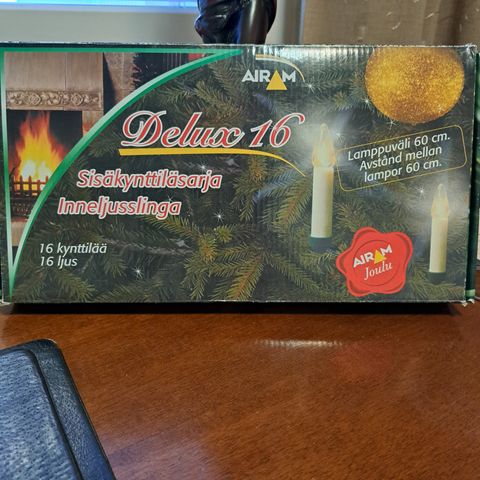 AIRAM
Delux 16
Sisäkynttiläsarja
Inneljusslinga
16 kynttilää
16 ljus
Lamppuväli 60 cm.
Avstånd mellan
lampor 60 cm.
AIRAM
Joulu